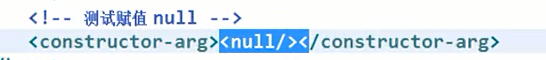 <!-- 测试赋值 null -->
<constructor-arg><null/></constructor-arg>